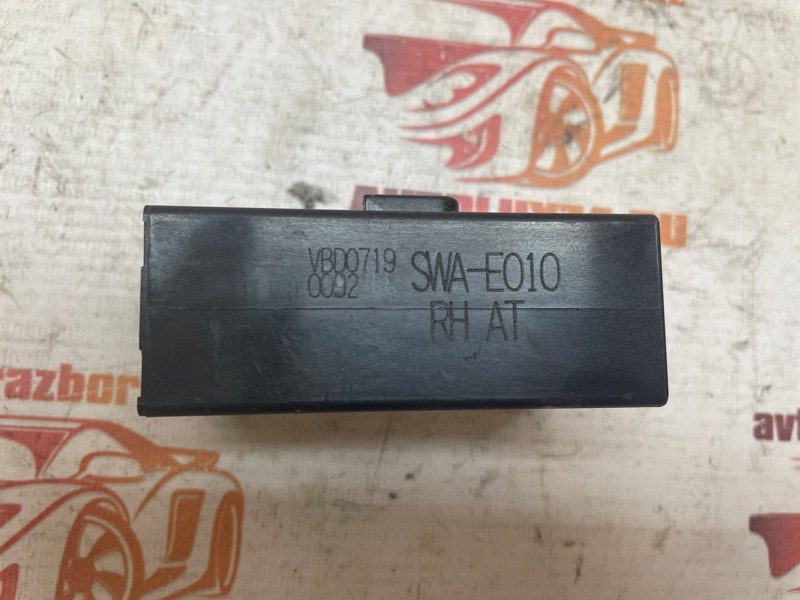 VBD0719
0092
SWA-E010
RH AT
razbor
avt